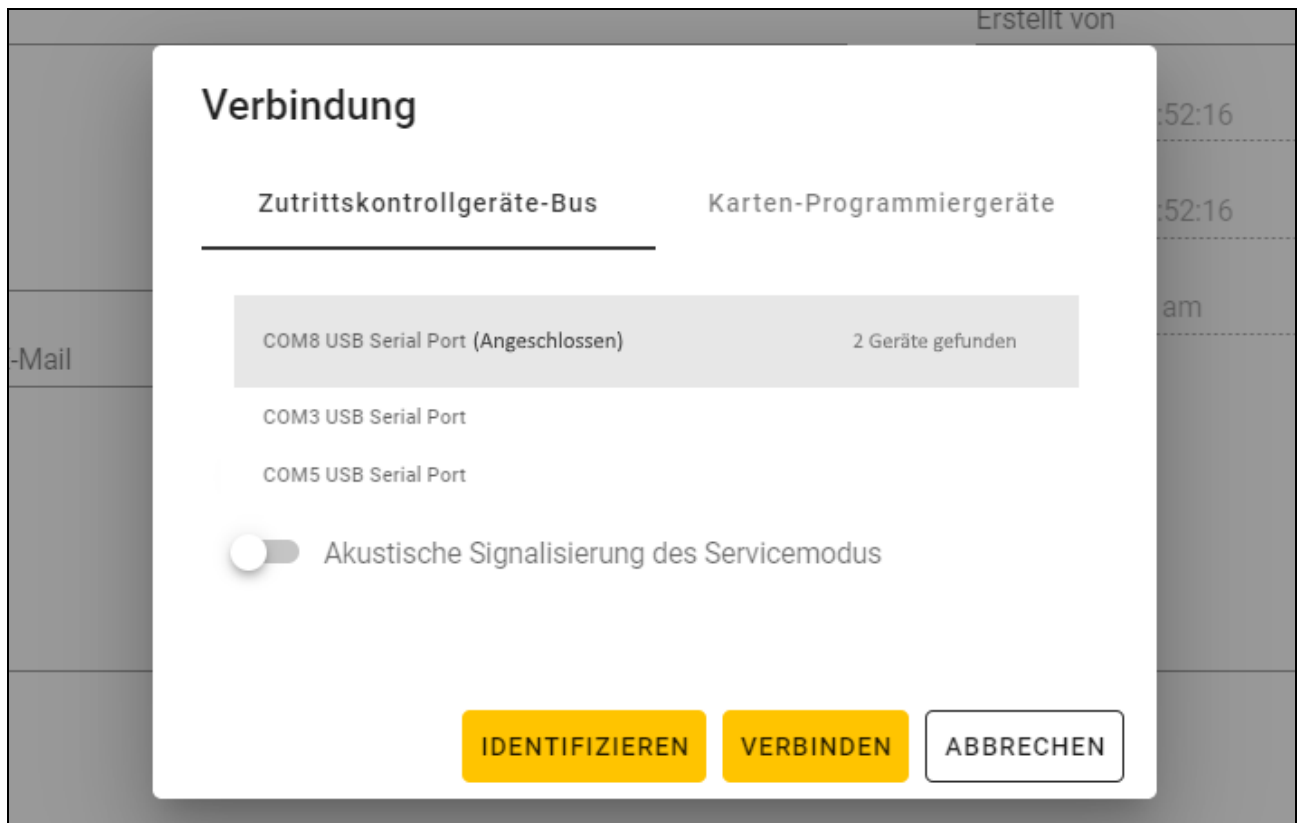 Erstellt von
Verbindung
:52:16
Zutrittskontrollgeräte-Bus Karten-Programmiergeräte
:52:16
am
COM8 USB Serial Port (Angeschlossen) 2 Geräte gefunden
-Mail
COM3 USB Serial Port
COM5 USB Serial Port
Akustische Signalisierung des Servicemodus
IDENTIFIZIEREN VERBINDEN ABBRECHEN